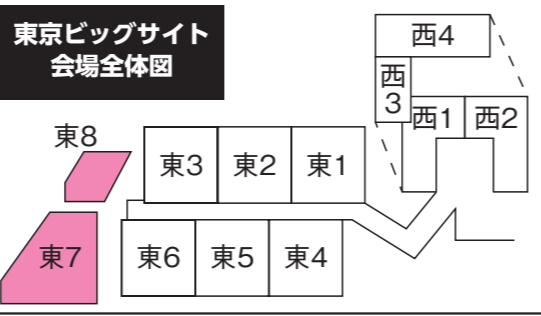 東京ビッグサイト
会場全体図
西4
西3
西1 西2
東8
東3 東2 東1
東7
東6 東5 東4